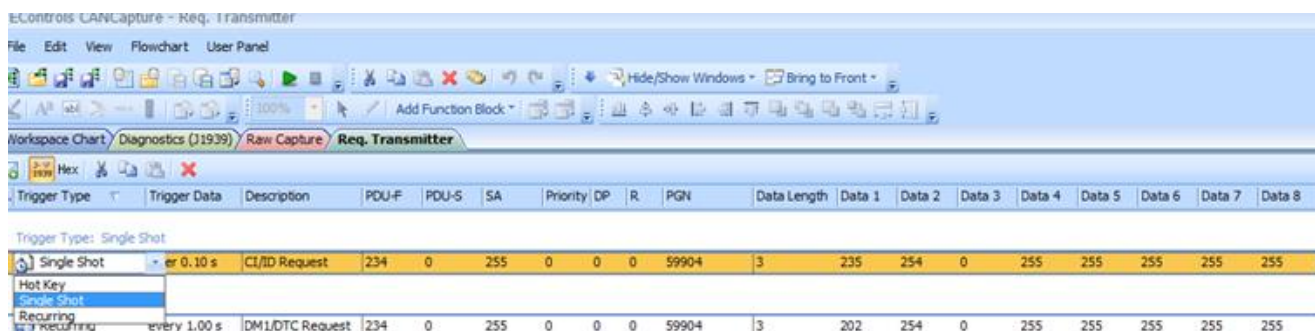 EControls CANCapture - Req. Transmitter
File Edit View Flowchart User Panel
Hide/Show Windows Bring to Front
100% Add Function Block
Workspace Chart Diagnostics (J1939) Raw Capture Req. Transmitter
Hex
Trigger Type Trigger Data Description PDU-F PDU-S SA Priority DP R PGN Data Length Data 1 Data 2 Data 3 Data 4 Data 5 Data 6 Data 7 Data 8
Trigger Type: Single Shot
Single Shot er 0.10 s CI/ID Request 234 0 255 0 0 0 59904 3 235 254 0 255 255 255 255 255
Hot Key
Single Shot
Recurring
Recurring every 1.00 s DM1/DTC Request 234 0 255 0 0 0 59904 3 202 254 0 255 255 255 255 255